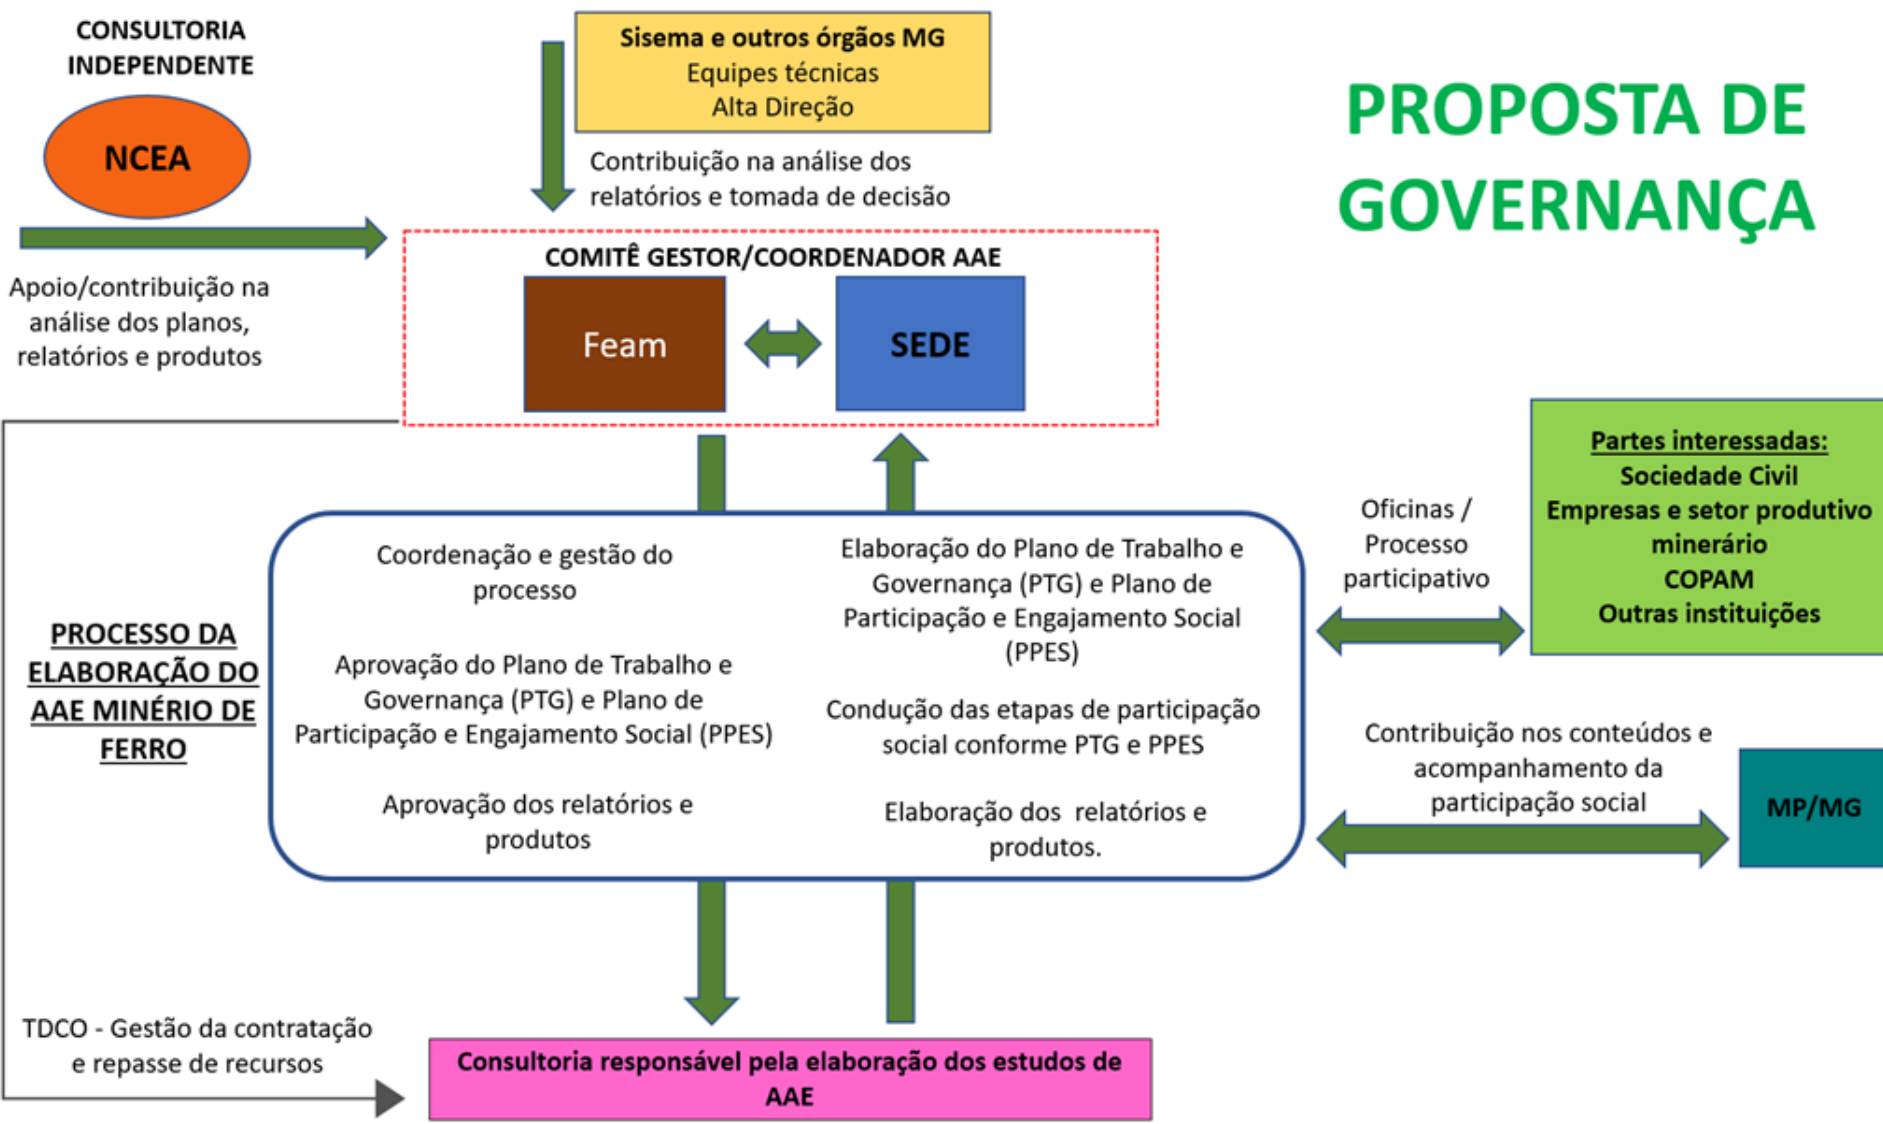 CONSULTORIA
INDEPENDENTE
NCEA
Apoio/contribuição na
análise dos planos,
relatórios e produtos
Sisema e outros órgãos MG
Equipes técnicas
Alta Direção
Contribuição na análise dos
relatórios e tomada de decisão
PROPOSTA DE
GOVERNANÇA
COMITÊ GESTOR/COORDENADOR AAE
Feam
SEDE
PROCESSO DA
ELABORAÇÃO DO
AAE MINÉRIO DE
FERRO
Coordenação e gestão do
processo
Aprovação do Plano de Trabalho e
Governança (PTG) e Plano de
Participação e Engajamento Social (PPES)
Aprovação dos relatórios e
produtos
Elaboração do Plano de Trabalho e
Governança (PTG) e Plano de
Participação e Engajamento Social
(PPES)
Condução das etapas de participação
social conforme PTG e PPES
Elaboração dos relatórios e
produtos.
Oficinas /
Processo
participativo
Partes interessadas:
Sociedade Civil
Empresas e setor produtivo
minerário
COPAM
Outras instituições
Contribuição nos conteúdos e
acompanhamento da
participação social
MP/MG
TDCO - Gestão da contratação
e repasse de recursos
Consultoria responsável pela elaboração dos estudos de
AAE